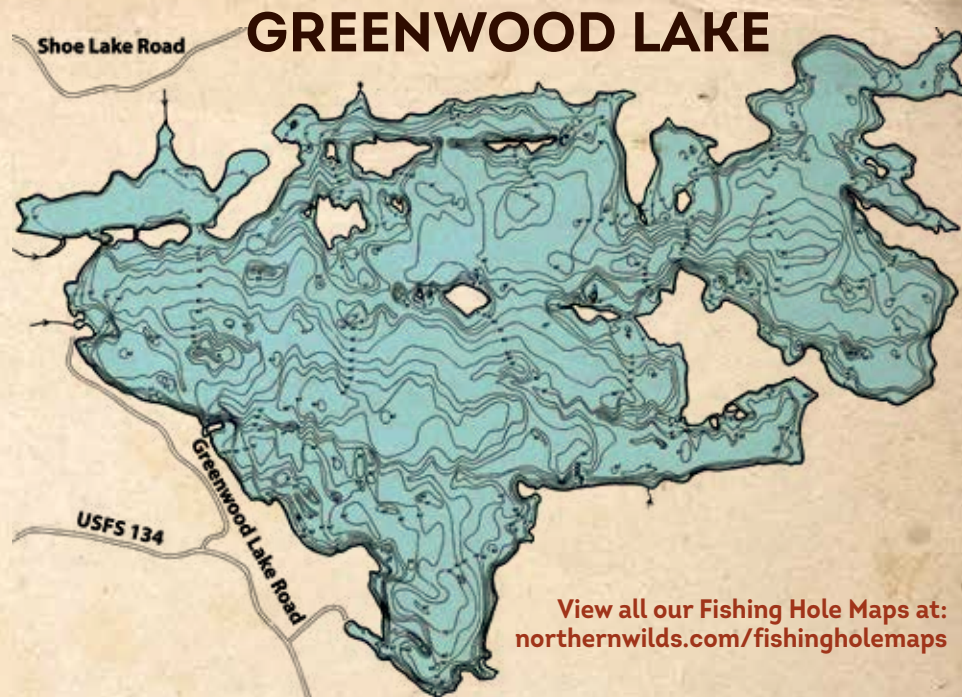 GREENWOOD LAKE
Shoe Lake Road
Greenwood Lake Road
USFS 134
View all our Fishing Hole Maps at:
northernwilds.com/fishingholemaps